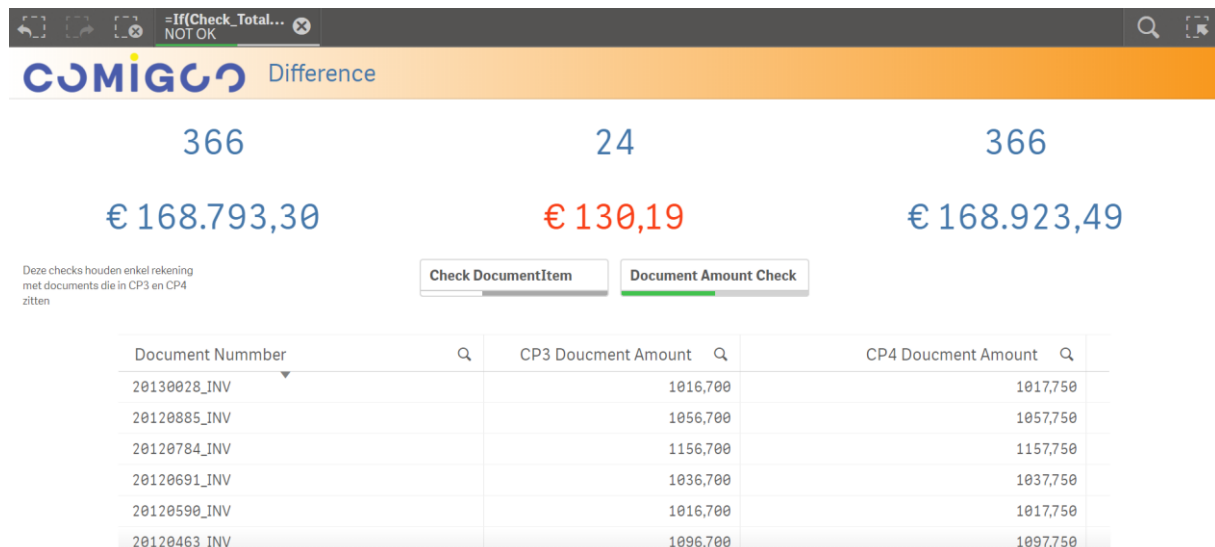 =If(Check_Total...
NOT OK
COMIGOO Difference
366 24 366
€ 168.793,30 € 130,19 € 168.923,49
Deze checks houden enkel rekening
met documents die in CP3 en CP4
zitten
Check DocumentItem Document Amount Check
Document Nummber CP3 Doucment Amount CP4 Doucment Amount
20130028_INV 1016,700 1017,750
20120885_INV 1056,700 1057,750
20120784_INV 1156,700 1157,750
20120691_INV 1036,700 1037,750
20120590_INV 1016,700 1017,750
20120463_INV 1096,700 1097,750